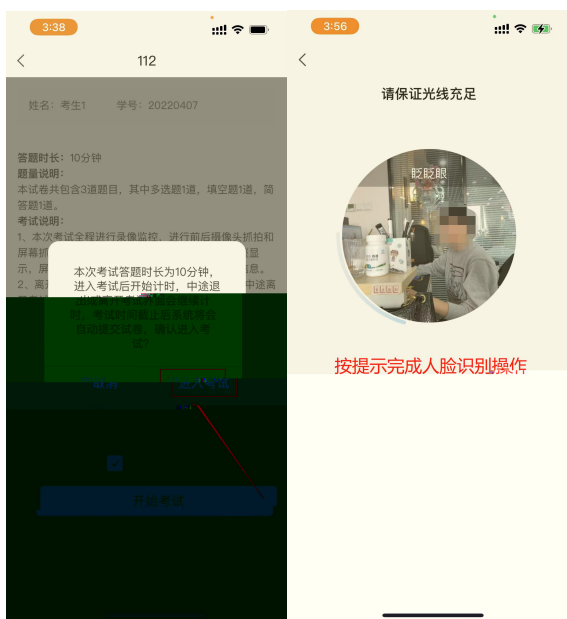 3:38
112
姓名：考生1 学号：20220407
答题时长：10分钟
题量说明：
本试卷共包含3道题目，其中多选题1道，填空题1道，简
答题1道。
考试说明：
1、本次考试全程进行录像监控，进行前后摄像头抓拍和
本次考试答题时长为10分钟，
进入考试后开始计时，中途退
时，考试时间截止后系统将会
自动提交试卷，确认进入考
试？
取消
进入考试
开始考试
3:56
请保证光线充足
眨眨眼
按提示完成人脸识别操作